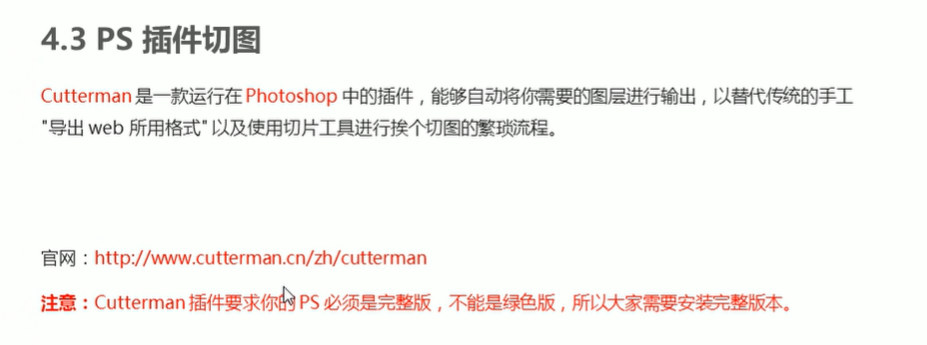 4.3 PS 插件切图
Cutterman 是一款运行在 Photoshop 中的插件，能够自动将你需要的图层进行输出，以替代传统的手工
"导出 web 所用格式" 以及使用切片工具进行挨个切图的繁琐流程。
官网：http://www.cutterman.cn/zh/cutterman
注意：Cutterman 插件要求你的 PS 必须是完整版，不能是绿色版，所以大家需要安装完整版本。